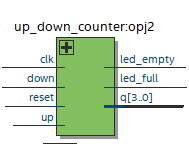 up_down_counter:opj2
clk led_empty
down led_full
reset q[3..0]
up